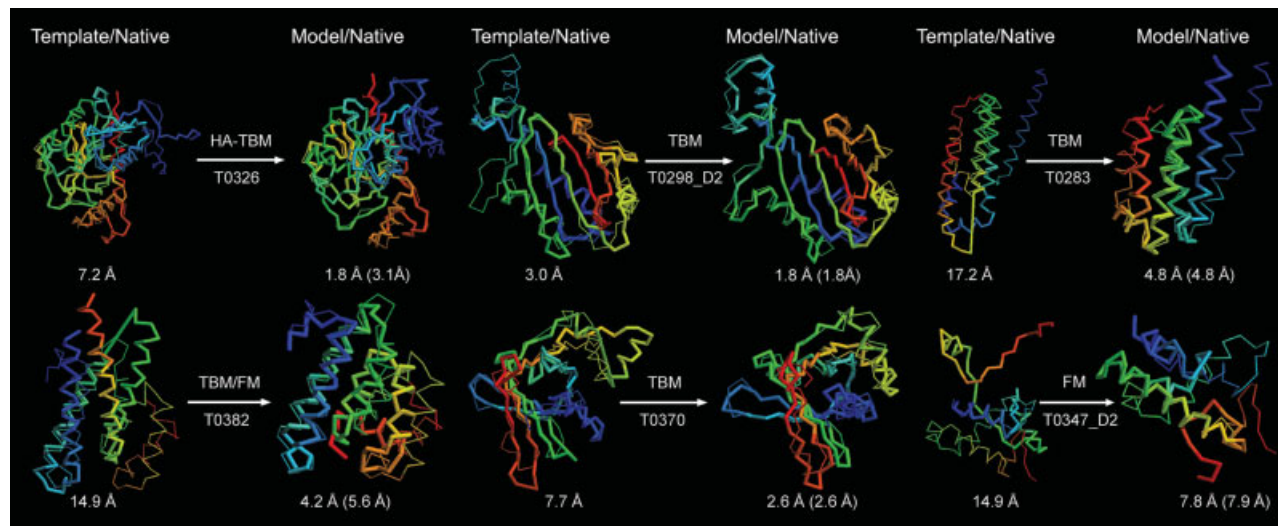 Template/Native Model/Native Template/Native Model/Native Template/Native Model/Native
HA-TBM TBM TBM
T0326 T0298_D2 T0283
7.2 Å 1.8 Å (3.1Å) 3.0 Å 1.8 Å (1.8Å) 17.2 Å 4.8 Å (4.8 Å)
TBM/FM TBM FM
T0382 T0370 T0347_D2
14.9 Å 4.2 Å (5.6 Å) 7.7 Å 2.6 Å (2.6 Å) 14.9 Å 7.8 Å (7.9 Å)